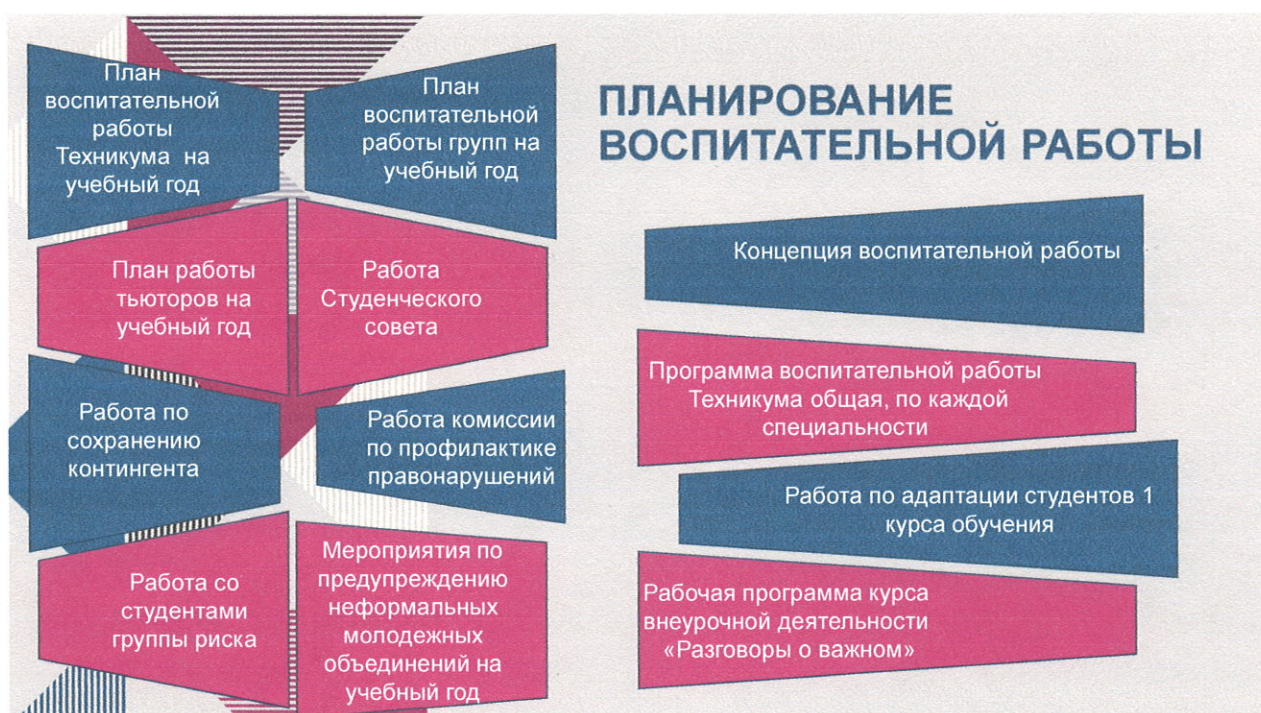 План
воспитательной
работы
Техникума на
учебный год
План
воспитательной
работы групп на
учебный год
План работы
тьюторов на
учебный год
Работа
Студенческого
совета
Работа по
сохранению
контингента
Работа комиссии
по профилактике
правонарушений
Работа со
студентами
группы риска
Мероприятия по
предупреждению
неформальных
молодежных
объединений на
учебный год
ПЛАНИРОВАНИЕ
ВОСПИТАТЕЛЬНОЙ РАБОТЫ
Концепция воспитательной работы
Программа воспитательной работы
Техникума общая, по каждой
специальности
Работа по адаптации студентов 1
курса обучения
Рабочая программа курса
внеурочной деятельности
«Разговоры о важном»